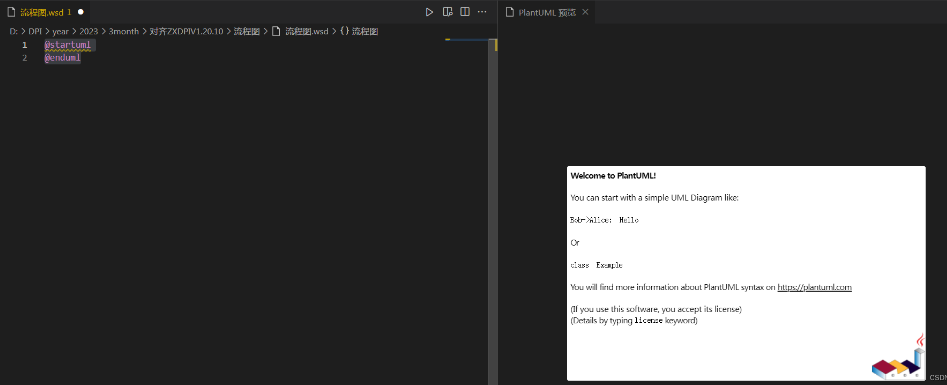 流程图.wsd 1
PlantUML 预览
D: > DPI > year > 2023 > 3month > 对齐ZXDPIV1.20.10 > 流程图 > 流程图.wsd > {} 流程图
1 @startuml
2 @enduml
Welcome to PlantUML!
You can start with a simple UML Diagram like:
Bob->Alice: Hello
Or
class Example
You will find more information about PlantUML syntax on https://plantuml.com
(If you use this software, you accept its license)
(Details by typing license keyword)
CSDN